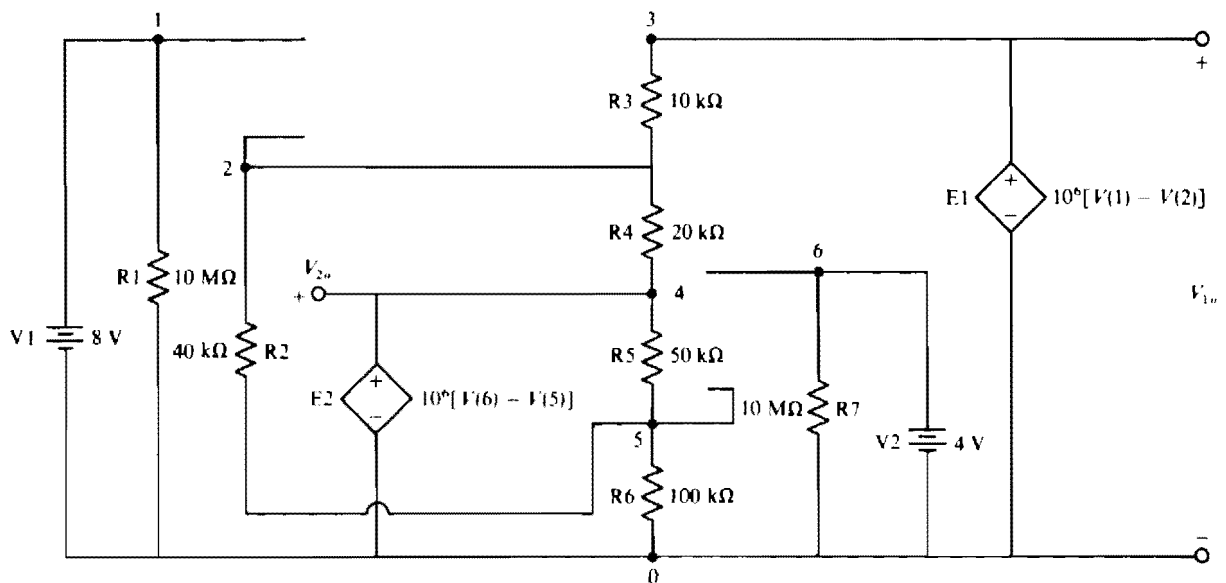 1
3
+
R3 10 kΩ
2
E1 + − 10⁶[V(1) − V(2)]
R4 20 kΩ
6
R1 10 MΩ
V₂ₒ
+
4
V₁ₒ
V1 8 V
40 kΩ R2
R5 50 kΩ
E2 + − 10⁶[V(6) − V(5)]
10 MΩ R7
5
V2 4 V
R6 100 kΩ
−
0